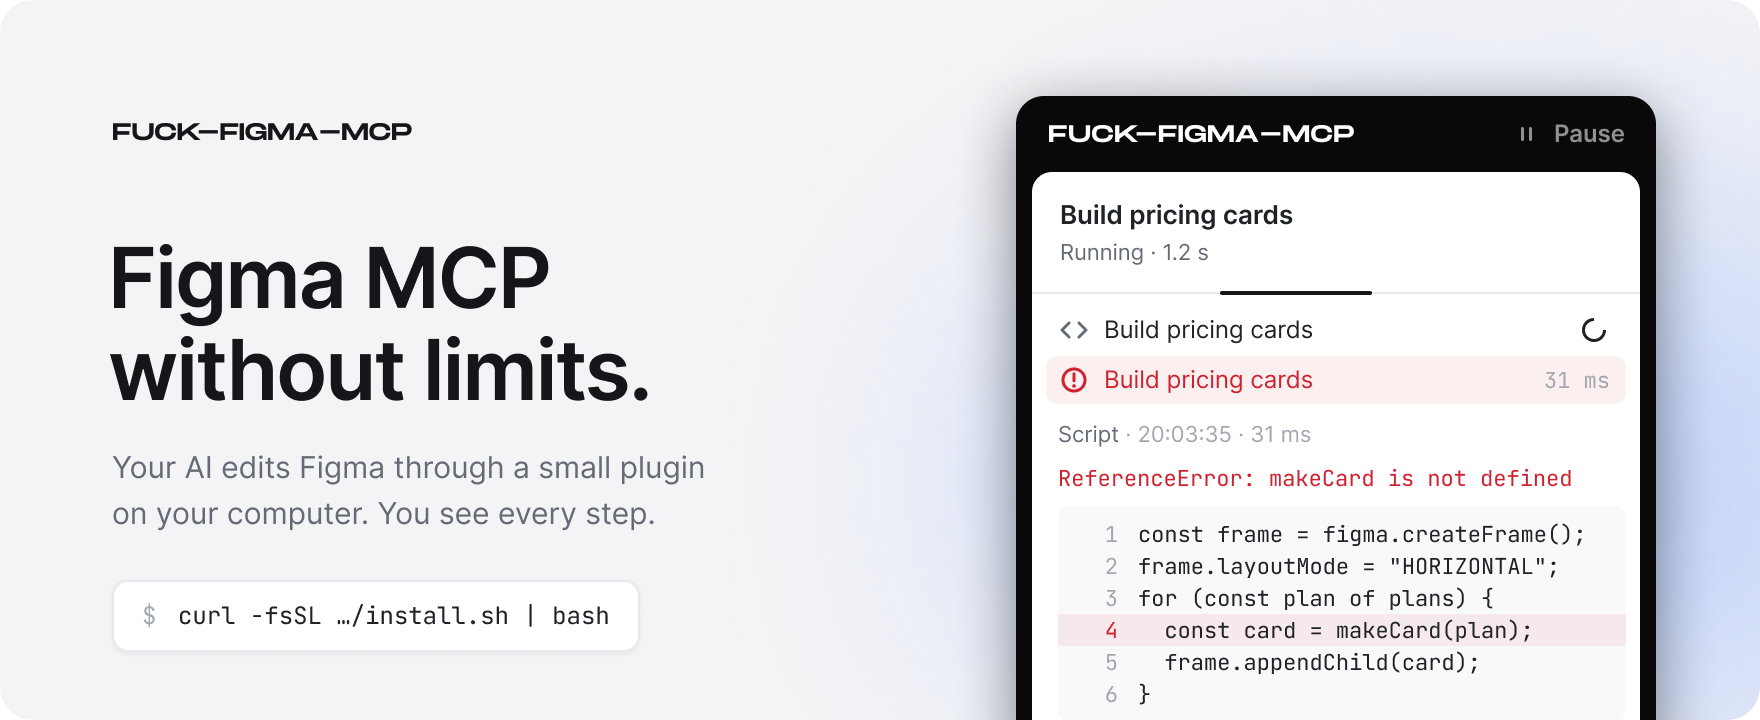 FUCK—FIGMA—MCP
Figma MCP
without limits.
Your AI edits Figma through a small plugin
on your computer. You see every step.
$ curl -fsSL …/install.sh | bash
FUCK—FIGMA—MCP
Pause
Build pricing cards
Running · 1.2 s
Build pricing cards
Build pricing cards 31 ms
Script · 20:03:35 · 31 ms
ReferenceError: makeCard is not defined
1 const frame = figma.createFrame();
2 frame.layoutMode = "HORIZONTAL";
3 for (const plan of plans) {
4   const card = makeCard(plan);
5   frame.appendChild(card);
6 }